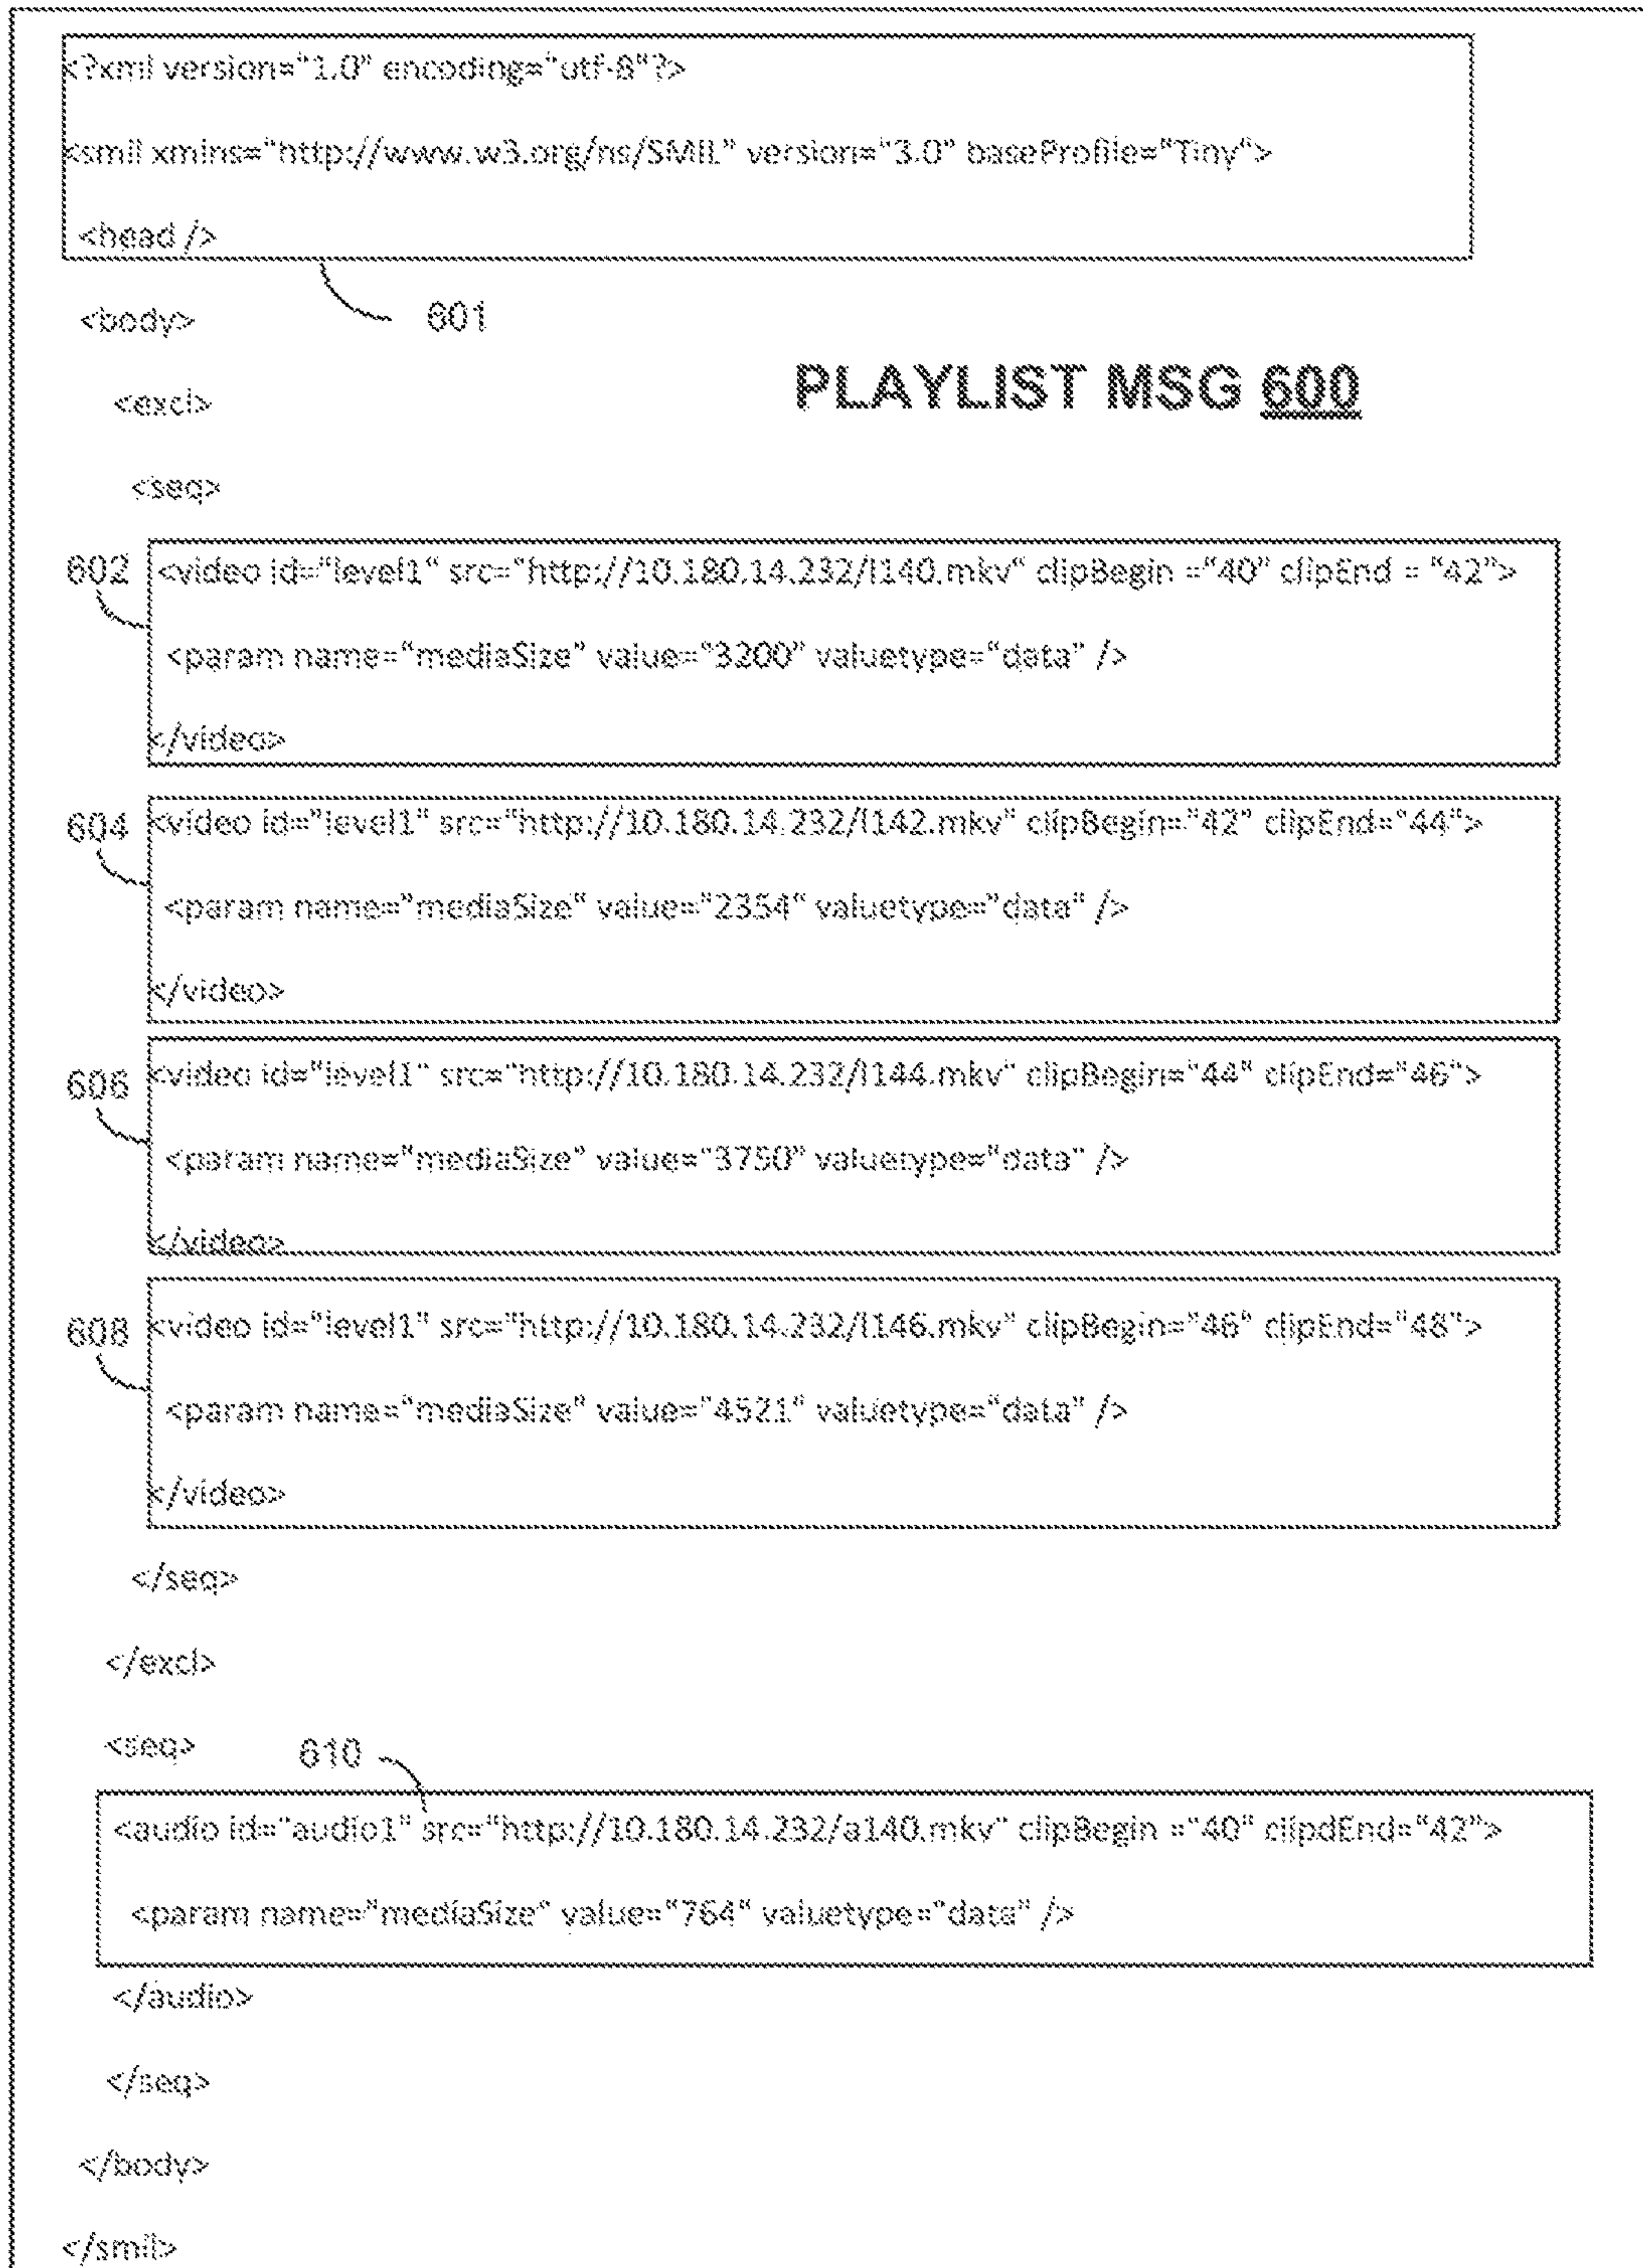 <?xml version="1.0" encoding="utf-8"?>
<smil xmlns="http://www.w3.org/ns/SMIL" version="3.0" baseProfile="Tiny">
<head />
<body> 601
<excl> PLAYLIST MSG 600
<seq>
602 <video id="level1" src="http://10.180.14.232/l140.mkv" clipBegin ="40" clipEnd = "42">
<param name="mediaSize" value="3200" valuetype="data" />
</video>
604 <video id="level1" src="http://10.180.14.232/l142.mkv" clipBegin="42" clipEnd="44">
<param name="mediaSize" value="2354" valuetype="data" />
</video>
606 <video id="level1" src="http://10.180.14.232/l144.mkv" clipBegin="44" clipEnd="46">
<param name="mediaSize" value="3750" valuetype="data" />
</video>
608 <video id="level1" src="http://10.180.14.232/l146.mkv" clipBegin="46" clipEnd="48">
<param name="mediaSize" value="4521" valuetype="data" />
</video>
</seq>
</excl>
<seq> 610
<audio id="audio1" src="http://10.180.14.232/a140.mkv" clipBegin ="40" clipdEnd="42">
<param name="mediaSize" value="764" valuetype="data" />
</audio>
</seq>
</body>
</smil>